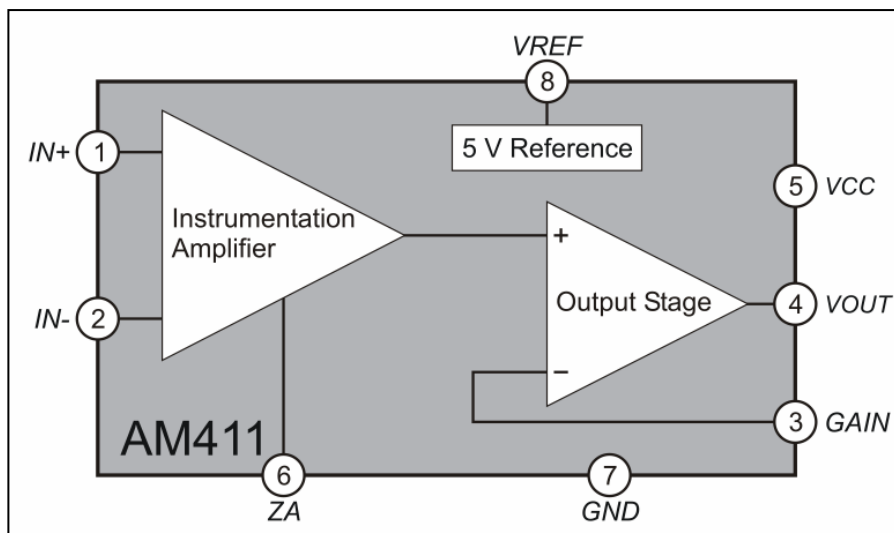 VREF
8
5 V Reference
IN+
1
Instrumentation
Amplifier
5
VCC
+
Output Stage
4
VOUT
IN-
2
−
3
GAIN
AM411
6
ZA
7
GND